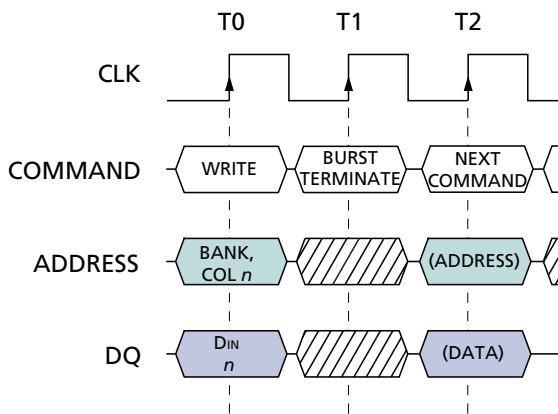 T0 T1 T2
CLK
COMMAND WRITE BURST TERMINATE NEXT COMMAND
ADDRESS BANK, COL n (ADDRESS)
DQ DIN n (DATA)